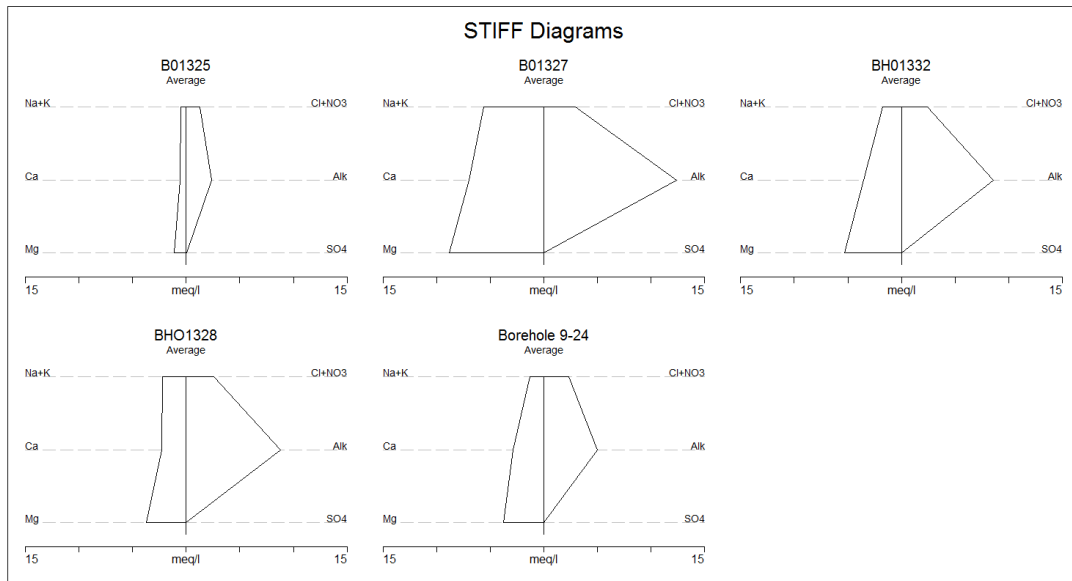 STIFF Diagrams
B01325
Average
Na+K Cl+NO3
Ca Alk
Mg SO4
15 meq/l 15
B01327
Average
Na+K Cl+NO3
Ca Alk
Mg SO4
15 meq/l 15
BH01332
Average
Na+K Cl+NO3
Ca Alk
Mg SO4
15 meq/l 15
BHO1328
Average
Na+K Cl+NO3
Ca Alk
Mg SO4
15 meq/l 15
Borehole 9-24
Average
Na+K Cl+NO3
Ca Alk
Mg SO4
15 meq/l 15